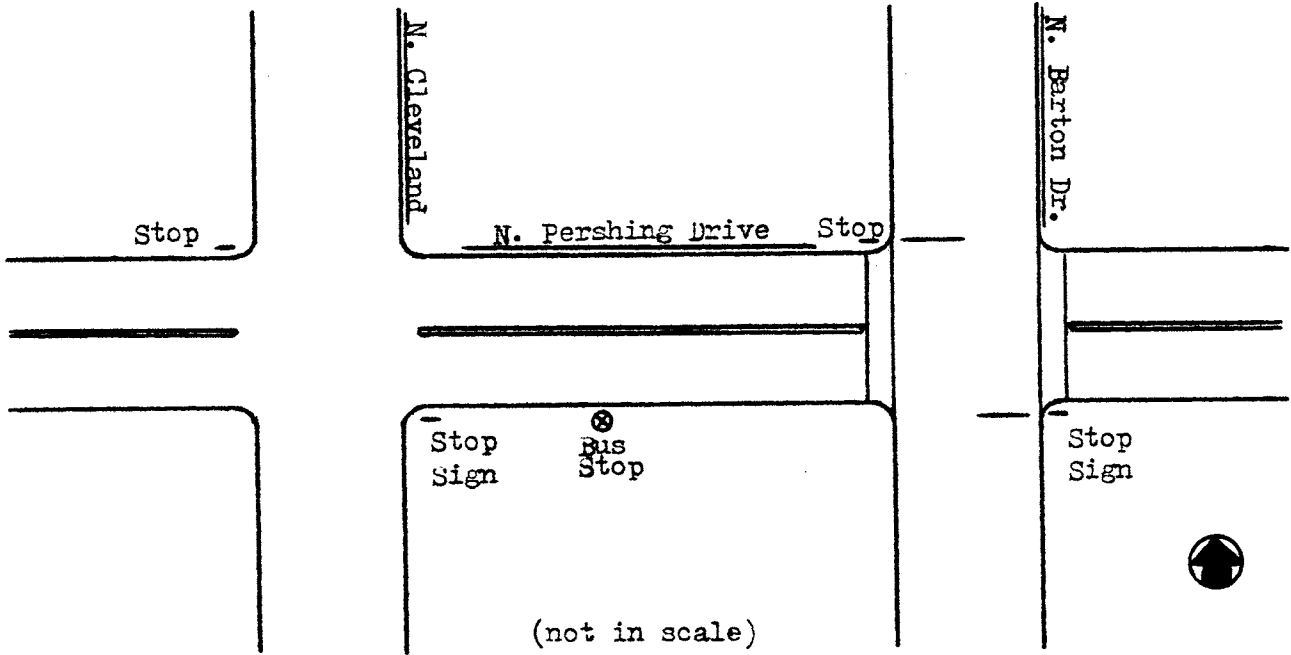 N. Cleveland
N. Barton Dr.
Stop
N. Pershing Drive
Stop
Stop
Sign
Bus
Stop
Stop
Sign
(not in scale)